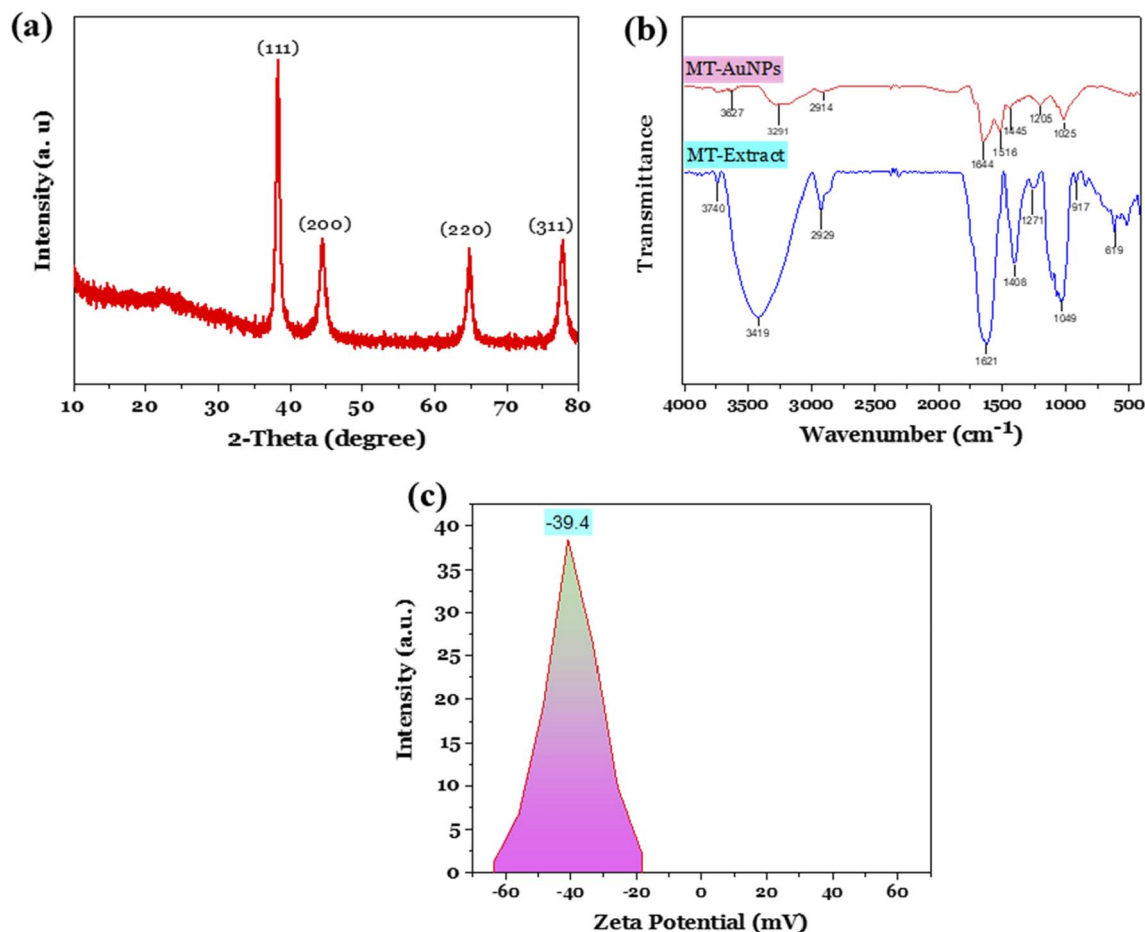 (a)
(111)
(200)
(220)
(311)
Intensity (a. u)
10 20 30 40 50 60 70 80
2-Theta (degree)
(b)
MT-AuNPs
3627
3291
2914
1644
1516
1445
1205
1025
MT-Extract
3740
3419
2929
1621
1408
1271
1049
917
619
Transmittance
4000 3500 3000 2500 2000 1500 1000 500
Wavenumber (cm⁻¹)
(c)
-39.4
40
35
30
25
20
15
10
5
0
Intensity (a.u.)
-60 -40 -20 0 20 40 60
Zeta Potential (mV)